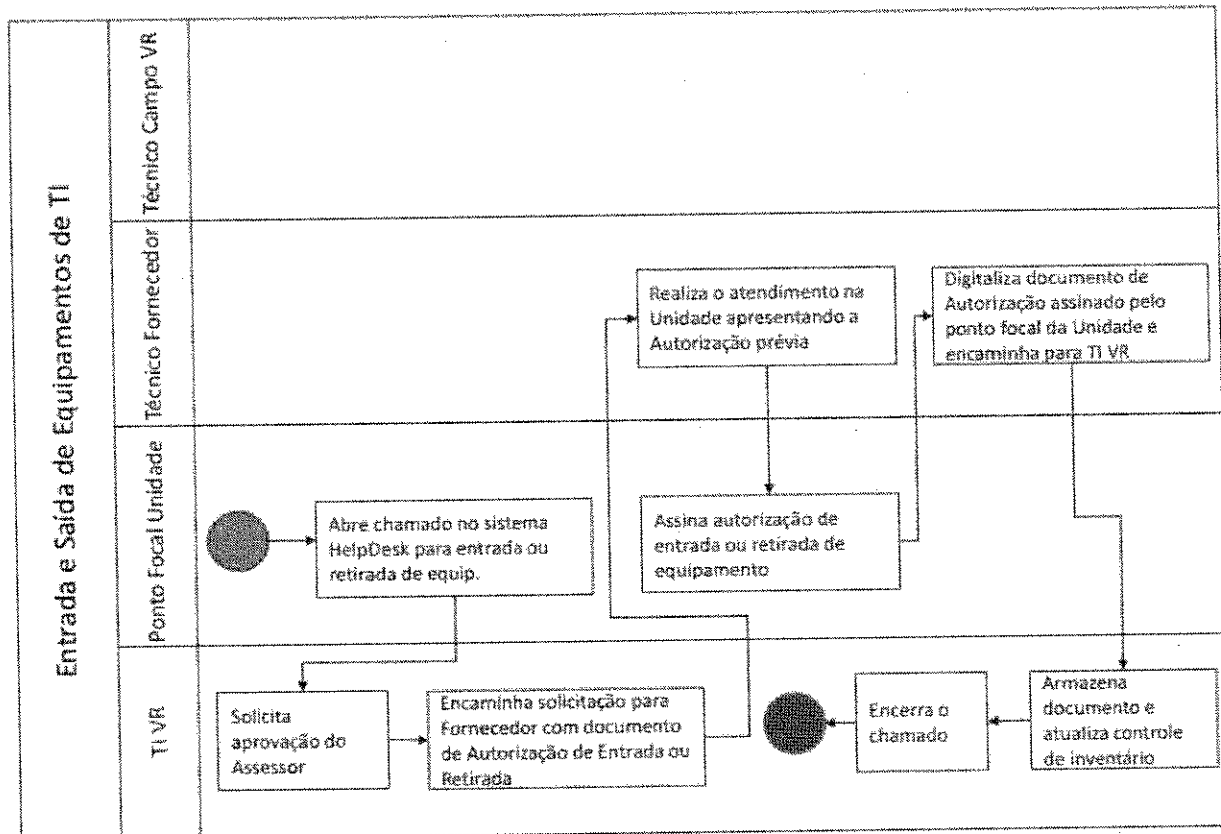 Entrada e Saída de Equipamentos de TI
Técnico Campo VR
Técnico Fornecedor
Realiza o atendimento na
Unidade apresentando a
Autorização prévia
Digitaliza documento de
Autorização assinado pelo
ponto focal da Unidade e
encaminha para TI VR
Ponto Focal Unidade
Abre chamado no sistema
HelpDesk para entrada ou
retirada de equip.
Assina autorização de
entrada ou retirada de
equipamento
TI VR
Solicita
aprovação do
Assessor
Encaminha solicitação para
Fornecedor com documento
de Autorização de Entrada ou
Retirada
Encerra o
chamado
Armazena
documento e
atualiza controle
de inventário